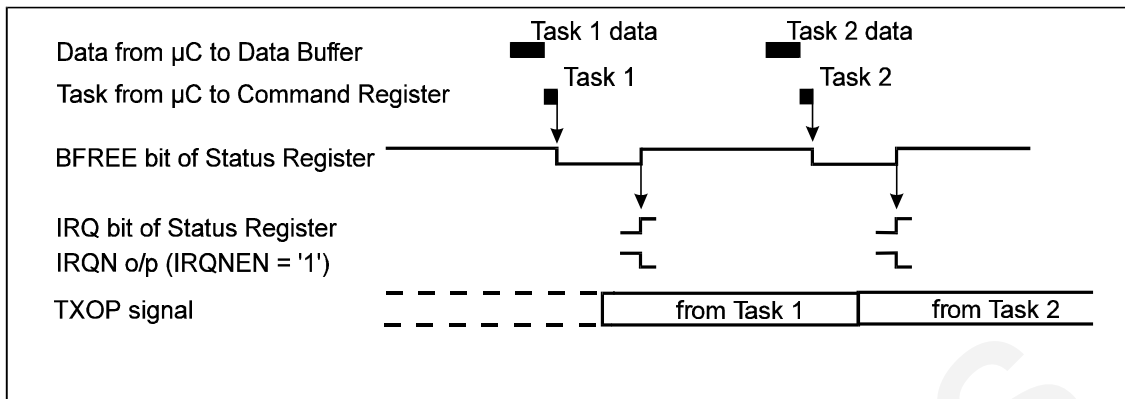 Task 1 data Task 2 data
Data from µC to Data Buffer
Task 1 Task 2
Task from µC to Command Register
BFREE bit of Status Register
IRQ bit of Status Register
IRQN o/p (IRQNEN = '1')
TXOP signal from Task 1 from Task 2